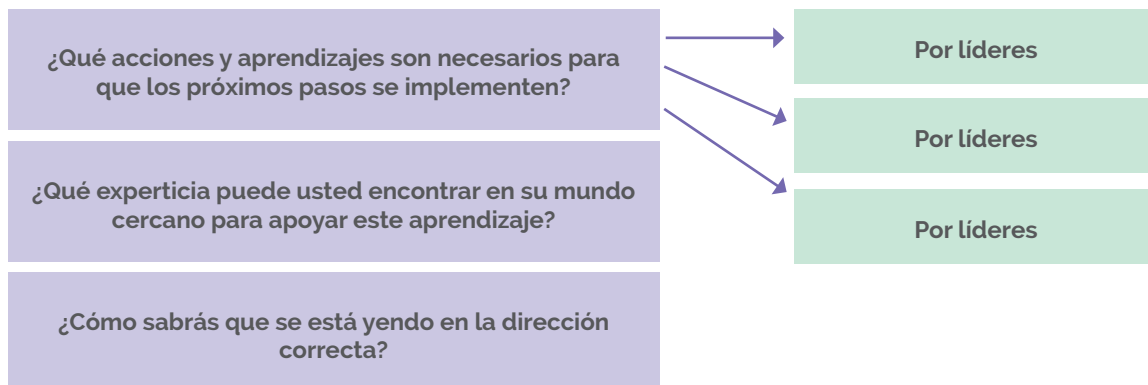 ¿Qué acciones y aprendizajes son necesarios para
que los próximos pasos se implementen?
¿Qué experticia puede usted encontrar en su mundo
cercano para apoyar este aprendizaje?
¿Cómo sabrás que se está yendo en la dirección
correcta?
Por líderes
Por líderes
Por líderes